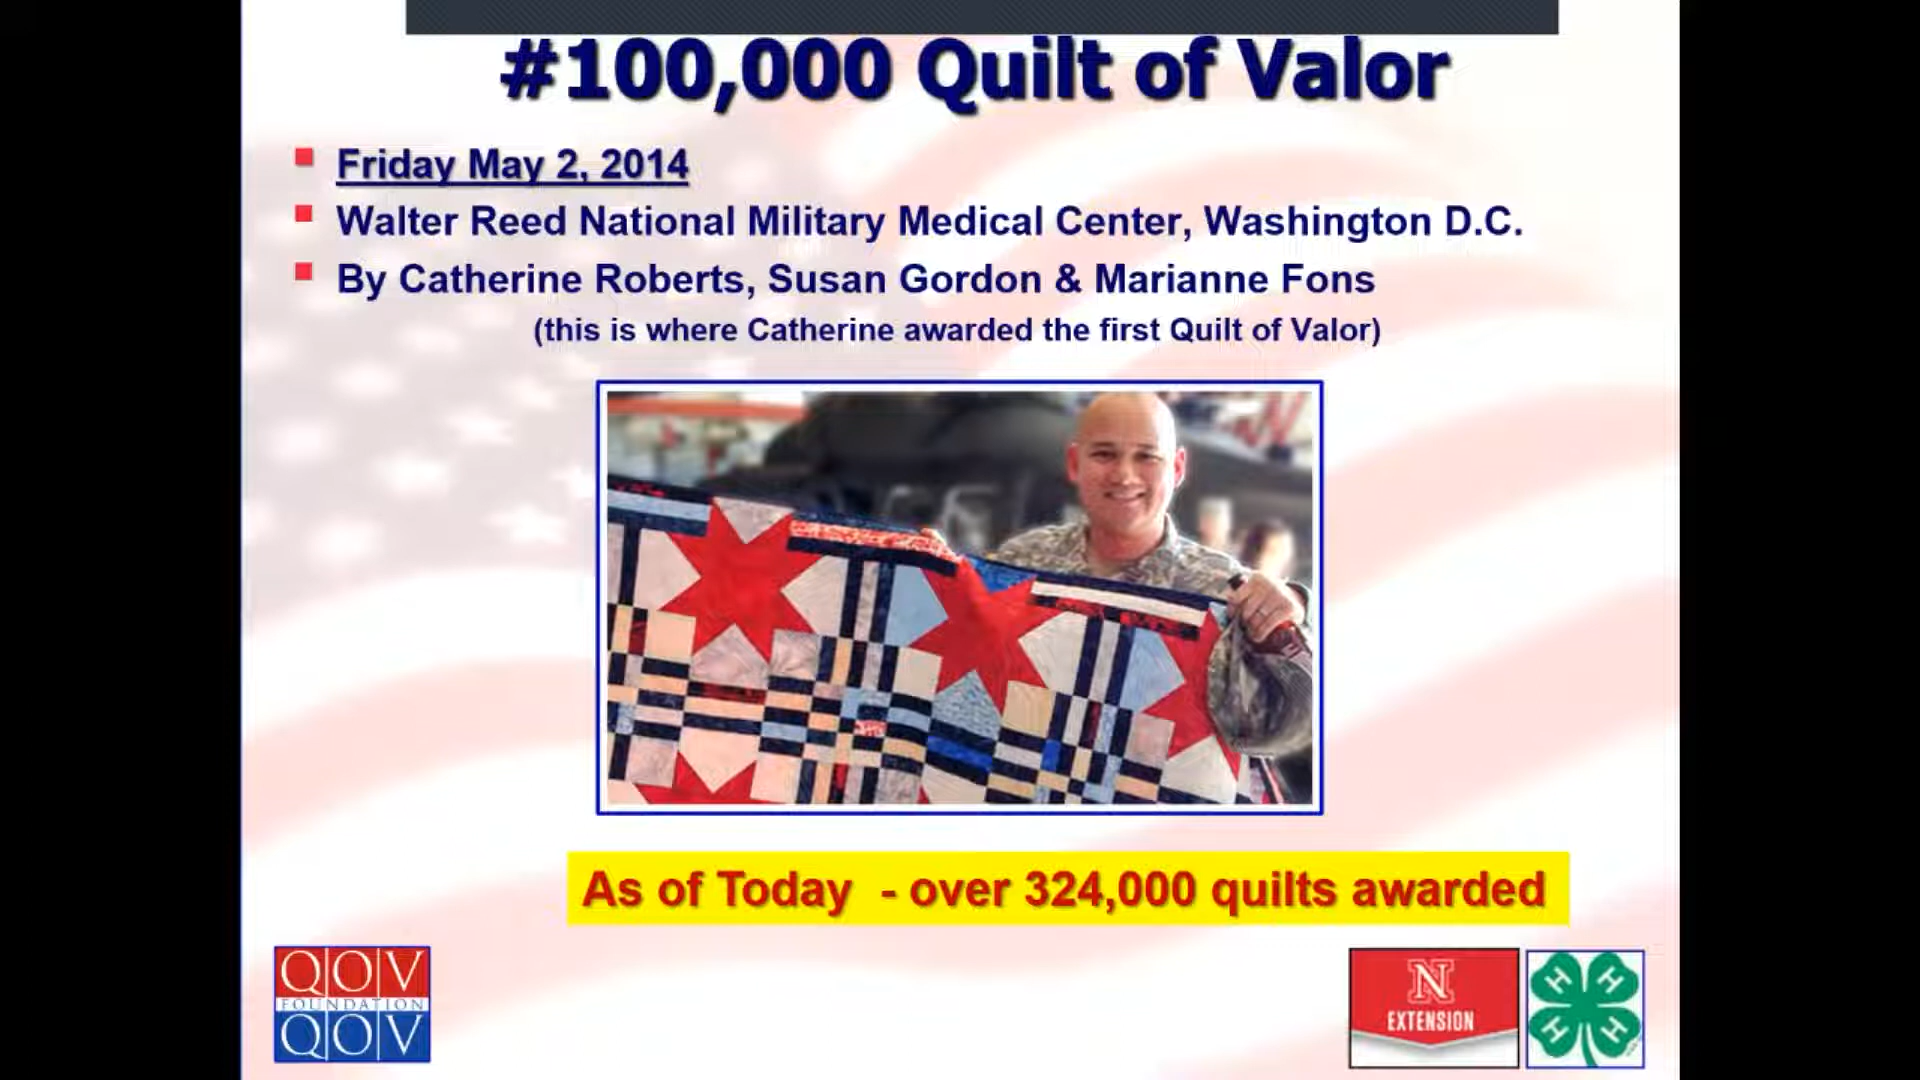 #100,000 Quilt of Valor
Friday May 2, 2014
Walter Reed National Military Medical Center, Washington D.C.
By Catherine Roberts, Susan Gordon & Marianne Fons
(this is where Catherine awarded the first Quilt of Valor)
As of Today - over 324,000 quilts awarded
QOV
FOUNDATION
QOV
N
EXTENSION
H H
H H